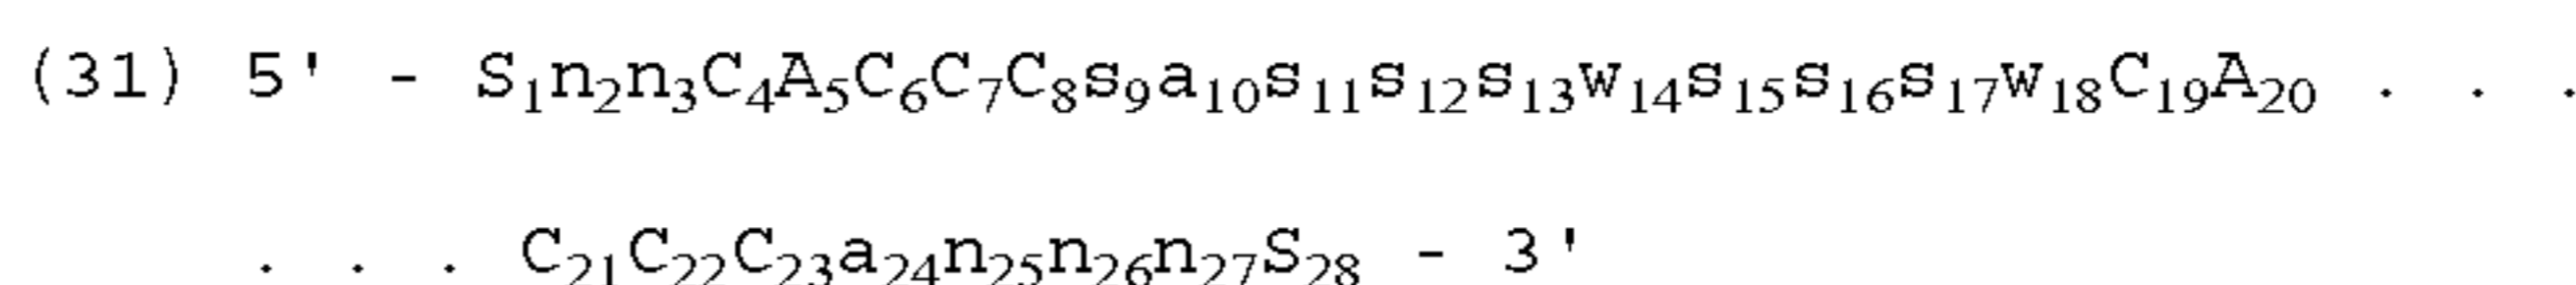 (31) 5' - S₁n₂n₃C₄A₅C₆C₇C₈s₉a₁₀s₁₁s₁₂s₁₃w₁₄s₁₅s₁₆s₁₇w₁₈C₁₉A₂₀ . . .
. . . C₂₁C₂₂C₂₃a₂₄n₂₅n₂₆n₂₇S₂₈ - 3'